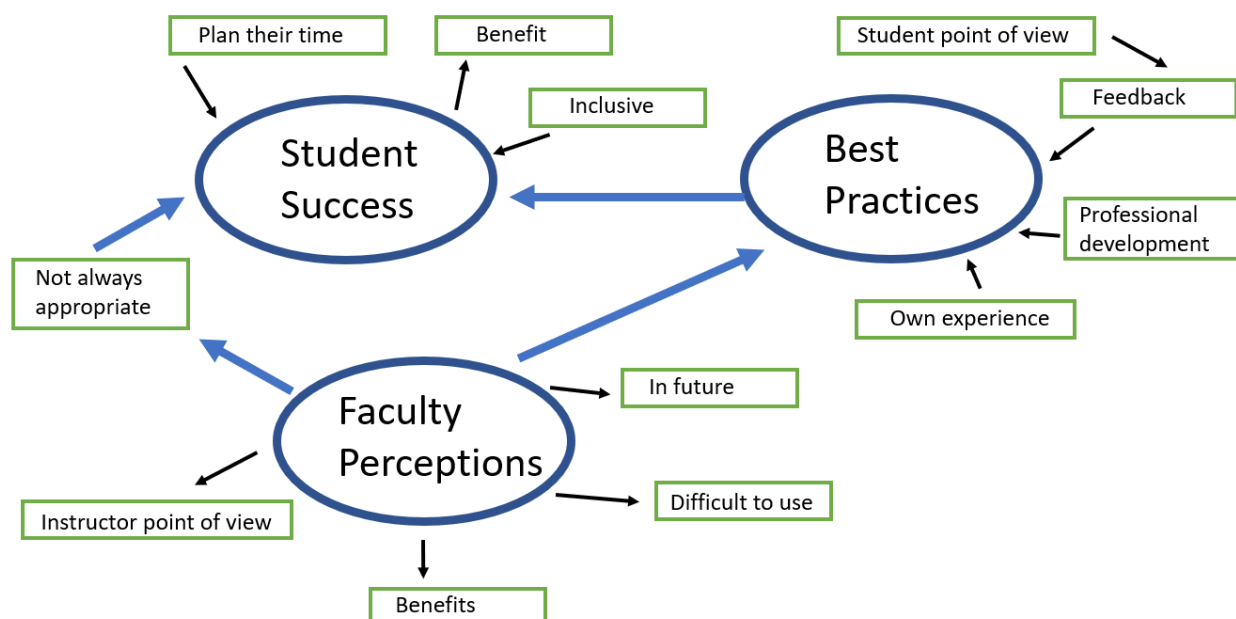 Plan their time
Benefit
Student point of view
Inclusive
Feedback
Student
Success
Best
Practices
Professional
development
Not always
appropriate
Own experience
In future
Faculty
Perceptions
Difficult to use
Instructor point of view
Benefits